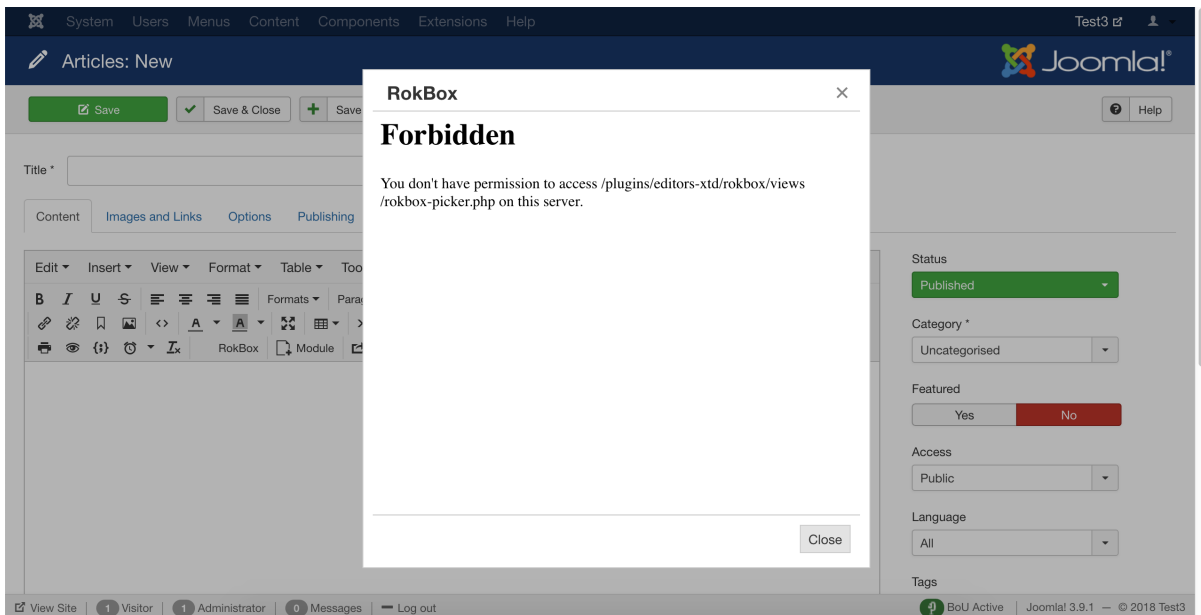 System Users Menus Content Components Extensions Help Test3
Articles: New Joomla!®
Save Save & Close Save Help
RokBox ×
Forbidden
You don't have permission to access /plugins/editors-xtd/rokbox/views
/rokbox-picker.php on this server.
Title *
Content Images and Links Options Publishing
Edit Insert View Format Table Too
B I U S Formats Parag
A A
RokBox Module
Status
Published
Category *
Uncategorised
Featured
Yes No
Access
Public
Language
All
Tags
Close
View Site 1 Visitor 1 Administrator 0 Messages Log out BoU Active Joomla! 3.9.1 — © 2018 Test3